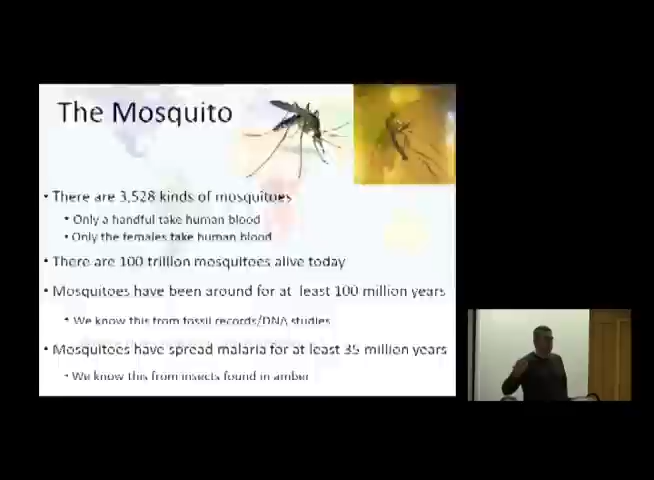 The Mosquito
• There are 3,528 kinds of mosquitoes
• Only a handful take human blood
• Only the females take human blood
• There are 100 trillion mosquitoes alive today
• Mosquitoes have been around for at least 100 million years
• We know this from fossil records/DNA studies
• Mosquitoes have spread malaria for at least 35 million years
• We know this from insects found in amber